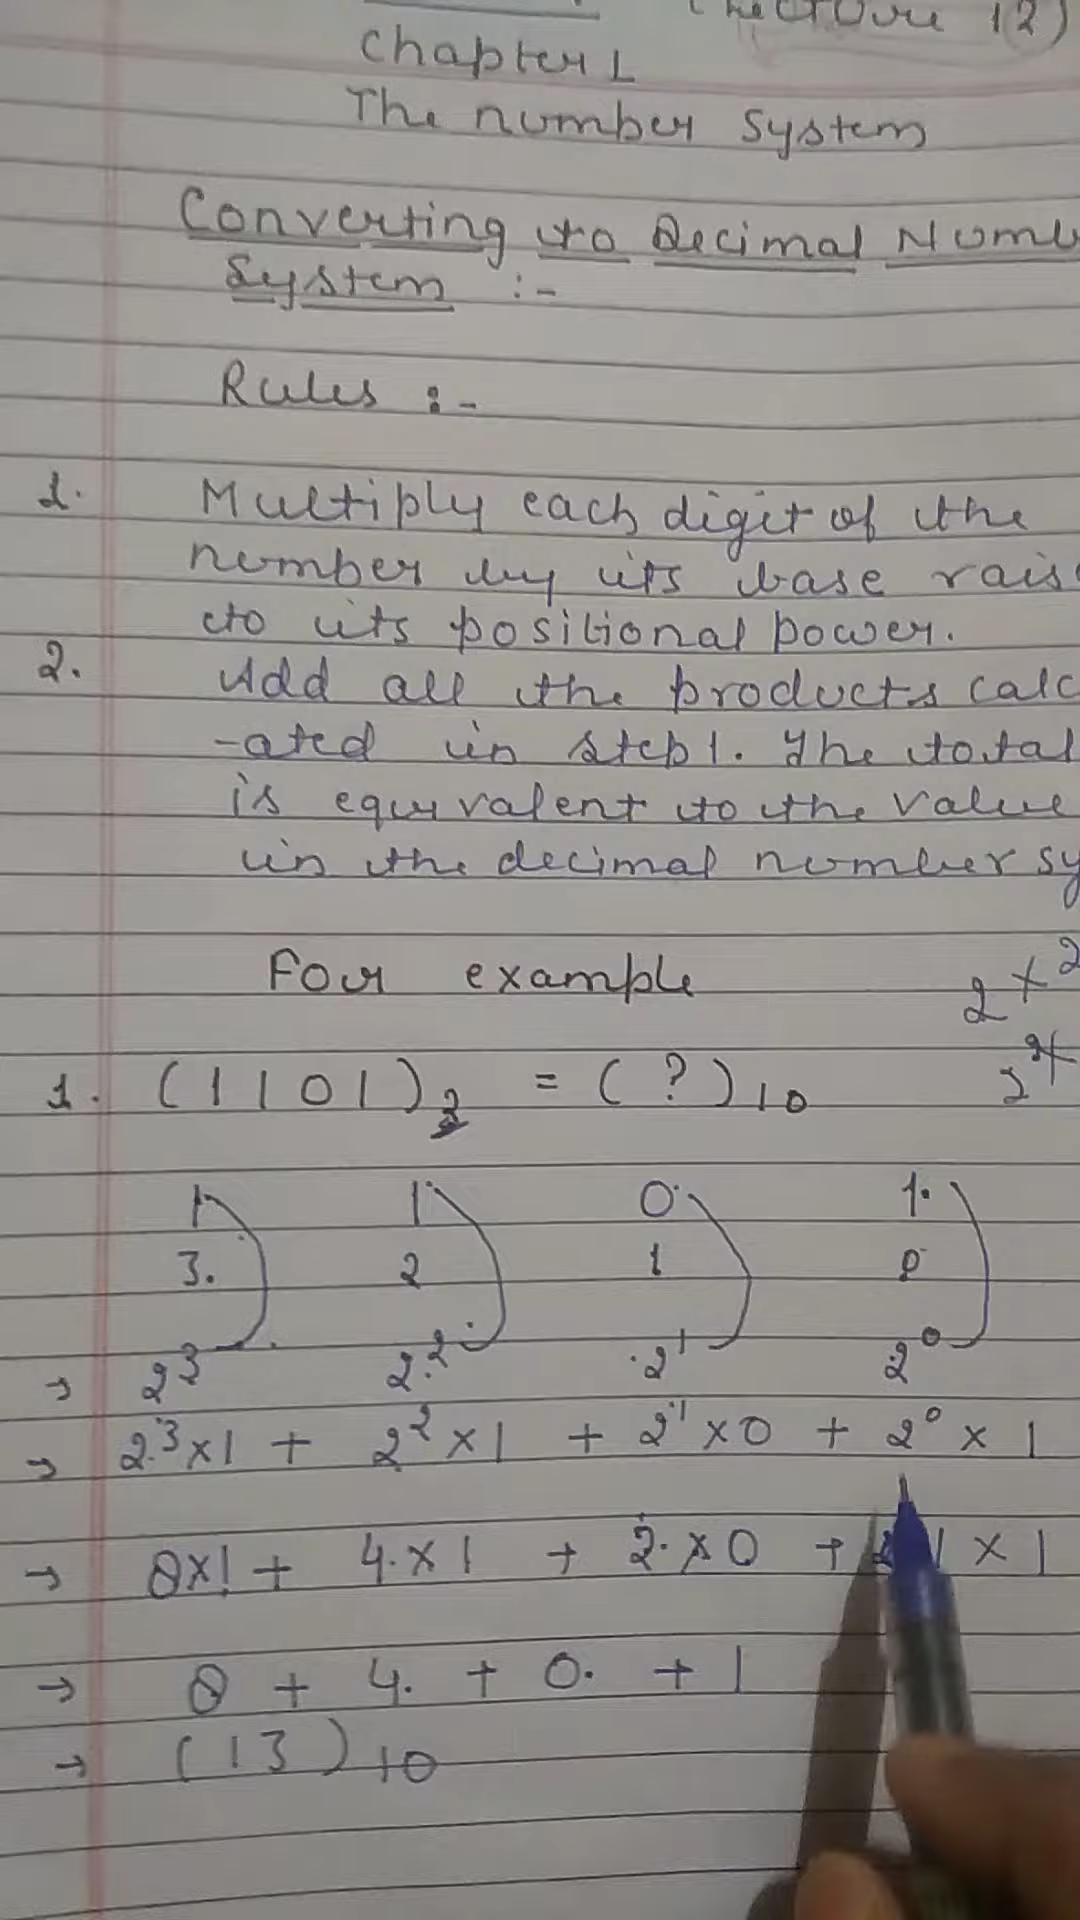 (Lecture 12)
Chapter 1
The number system
Converting to Decimal Numb
System :-
Rules :-
1. Multiply each digit of the
number by its base rais
to its positional power.
2. Add all the products calc
-ated in step 1. The total
is equivalent to the value
in the decimal number sy
For example
2 + 2
1. (1101)₂ = (?)₁₀
1 1 0 1
3. 2 1 0
→ 2³ 2² 2¹ 2⁰
→ 2³×1 + 2²×1 + 2¹×0 + 2⁰×1
→ 8×1 + 4×1 + 2×0 + 1×1
→ 8 + 4 + 0 + 1
→ (13)₁₀